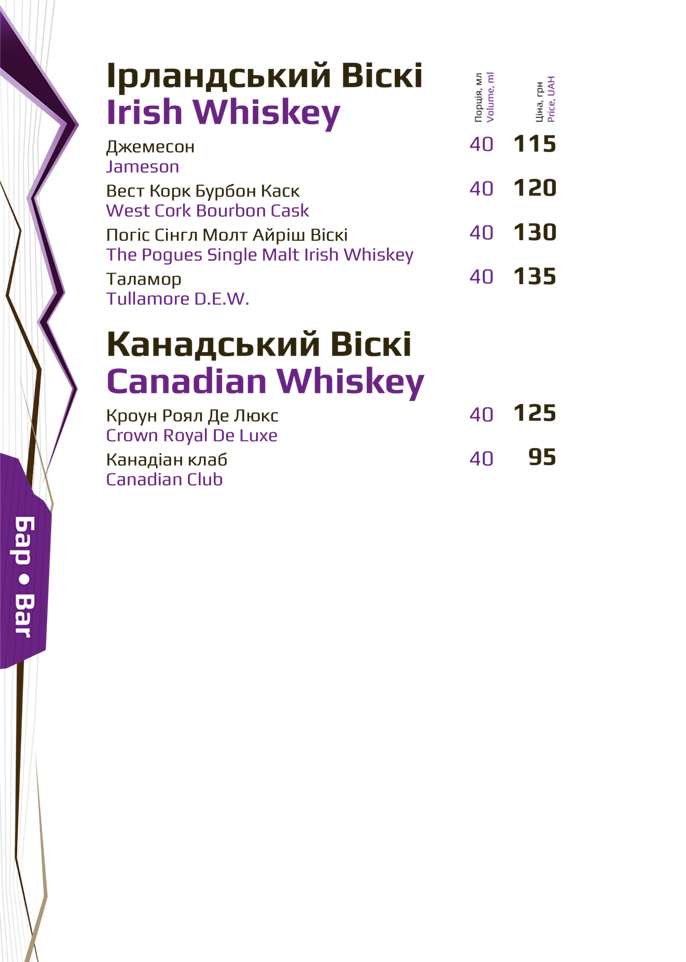 Ірландський Віскі
Irish Whiskey
Порція, мл
Volume, ml
Ціна, грн
Price, UAH
Джемесон
Jameson
40 115
Вест Корк Бурбон Каск
West Cork Bourbon Cask
40 120
Погіс Сінгл Молт Айріш Віскі
The Pogues Single Malt Irish Whiskey
40 130
Таламор
Tullamore D.E.W.
40 135
Канадський Віскі
Canadian Whiskey
Кроун Роял Де Люкс
Crown Royal De Luxe
40 125
Канадіан клаб
Canadian Club
40 95
Бар • Bar